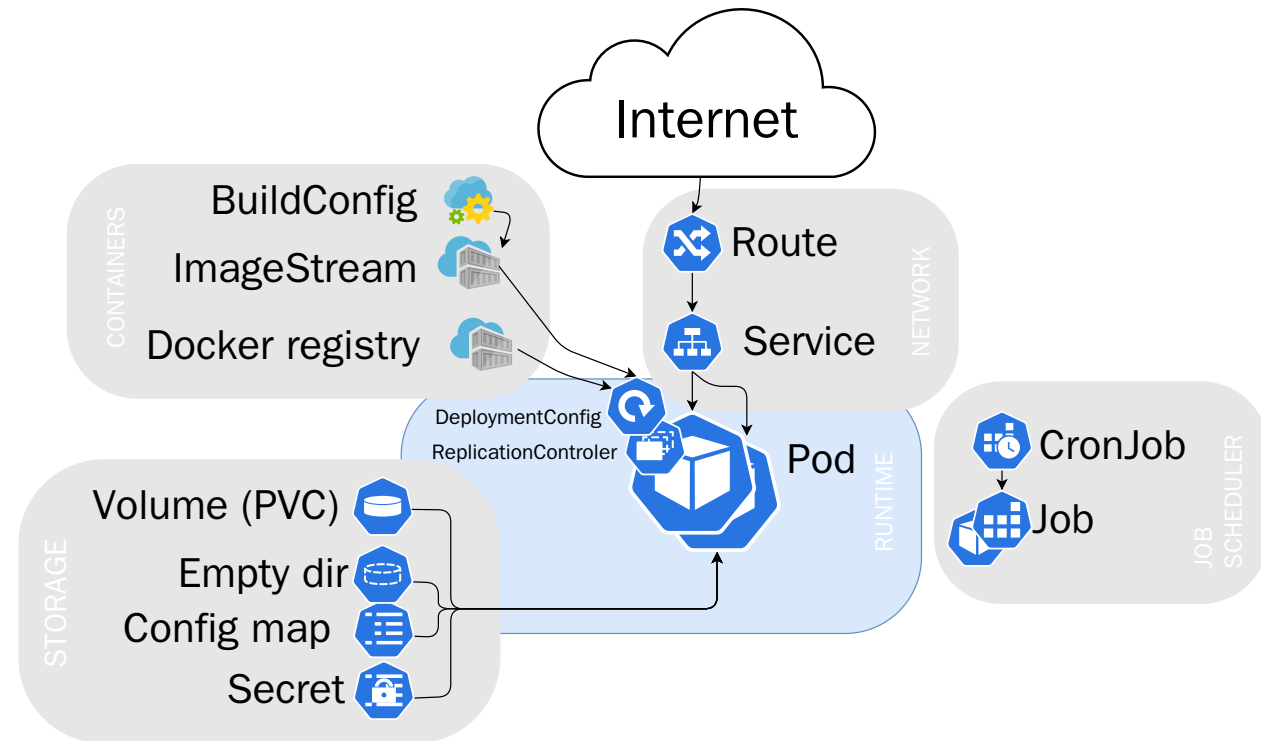 Internet
CONTAINERS
BuildConfig
ImageStream
Docker registry
NETWORK
Route
Service
DeploymentConfig
ReplicationControler
Pod
RUNTIME
STORAGE
Volume (PVC)
Empty dir
Config map
Secret
CronJob
Job
JOB
SCHEDULER